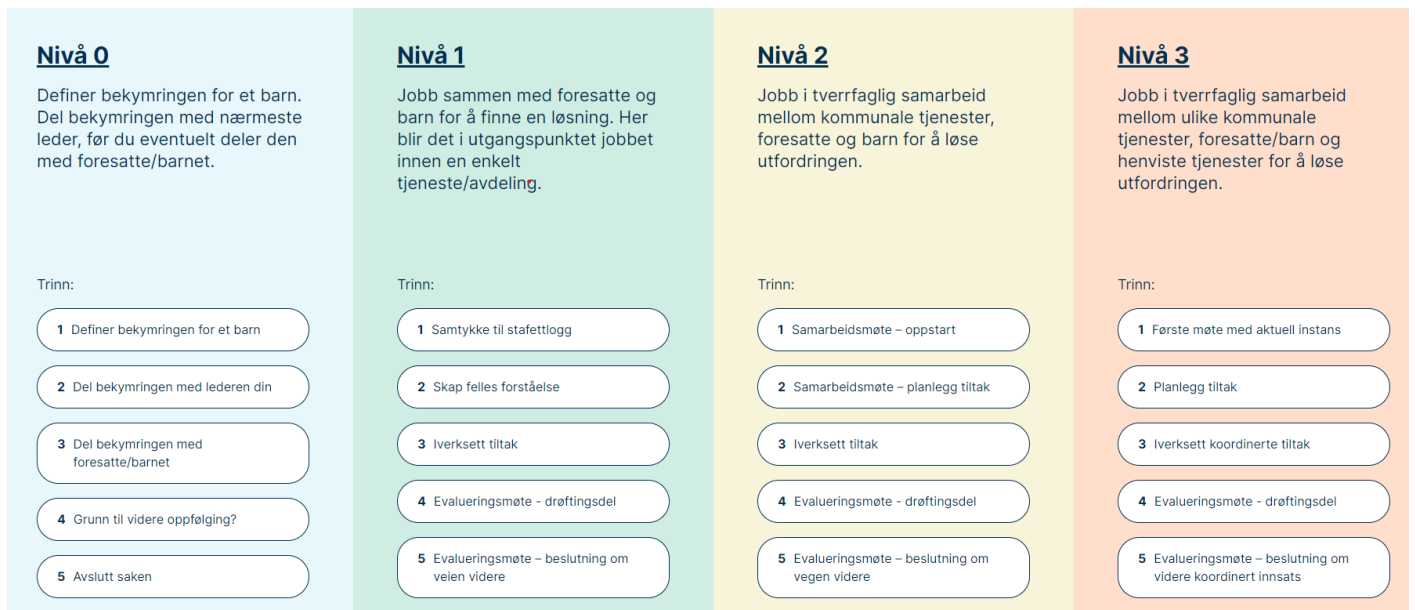 Nivå 0
Definer bekymringen for et barn.
Del bekymringen med nærmeste
leder, før du eventuelt deler den
med foresatte/barnet.
Trinn:
1 Definer bekymringen for et barn
2 Del bekymringen med lederen din
3 Del bekymringen med
foresatte/barnet
4 Grunn til videre oppfølging?
5 Avslutt saken
Nivå 1
Jobb sammen med foresatte og
barn for å finne en løsning. Her
blir det i utgangspunktet jobbet
innen en enkelt
tjeneste/avdeling.
Trinn:
1 Samtykke til stafettlogg
2 Skap felles forståelse
3 Iverksett tiltak
4 Evalueringsmøte - drøftingsdel
5 Evalueringsmøte – beslutning om
veien videre
Nivå 2
Jobb i tverrfaglig samarbeid
mellom kommunale tjenester,
foresatte og barn for å løse
utfordringen.
Trinn:
1 Samarbeidsmøte – oppstart
2 Samarbeidsmøte – planlegg tiltak
3 Iverksett tiltak
4 Evalueringsmøte - drøftingsdel
5 Evalueringsmøte – beslutning om
vegen videre
Nivå 3
Jobb i tverrfaglig samarbeid
mellom ulike kommunale
tjenester, foresatte/barn og
henviste tjenester for å løse
utfordringen.
Trinn:
1 Første møte med aktuell instans
2 Planlegg tiltak
3 Iverksett koordinerte tiltak
4 Evalueringsmøte - drøftingsdel
5 Evalueringsmøte – beslutning om
videre koordinert innsats